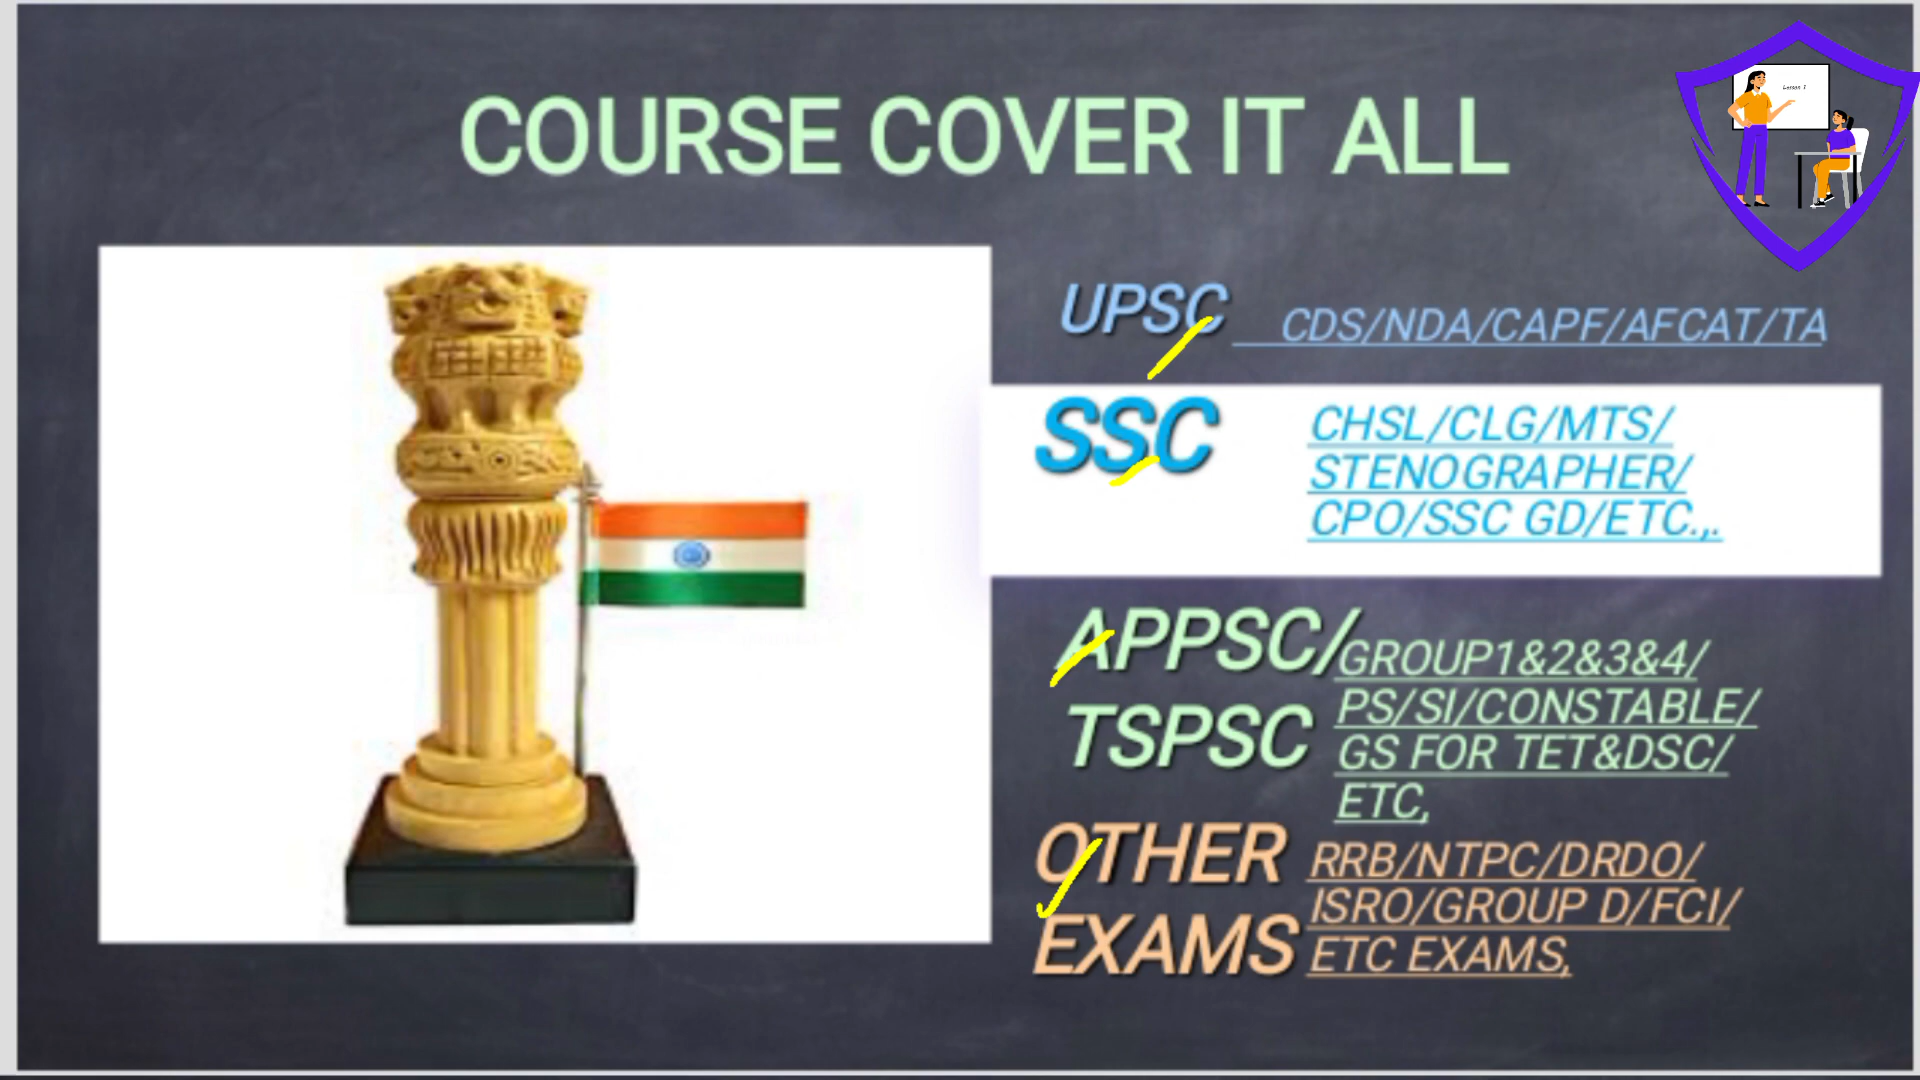 COURSE COVER IT ALL
Lesson 1
UPSC CDS/NDA/CAPF/AFCAT/TA
SSC
CHSL/CLG/MTS/
STENOGRAPHER/
CPO/SSC GD/ETC.,.
APPSC/
TSPSC
GROUP1&2&3&4/
PS/SI/CONSTABLE/
GS FOR TET&DSC/
ETC,
OTHER
EXAMS
RRB/NTPC/DRDO/
ISRO/GROUP D/FCI/
ETC EXAMS,